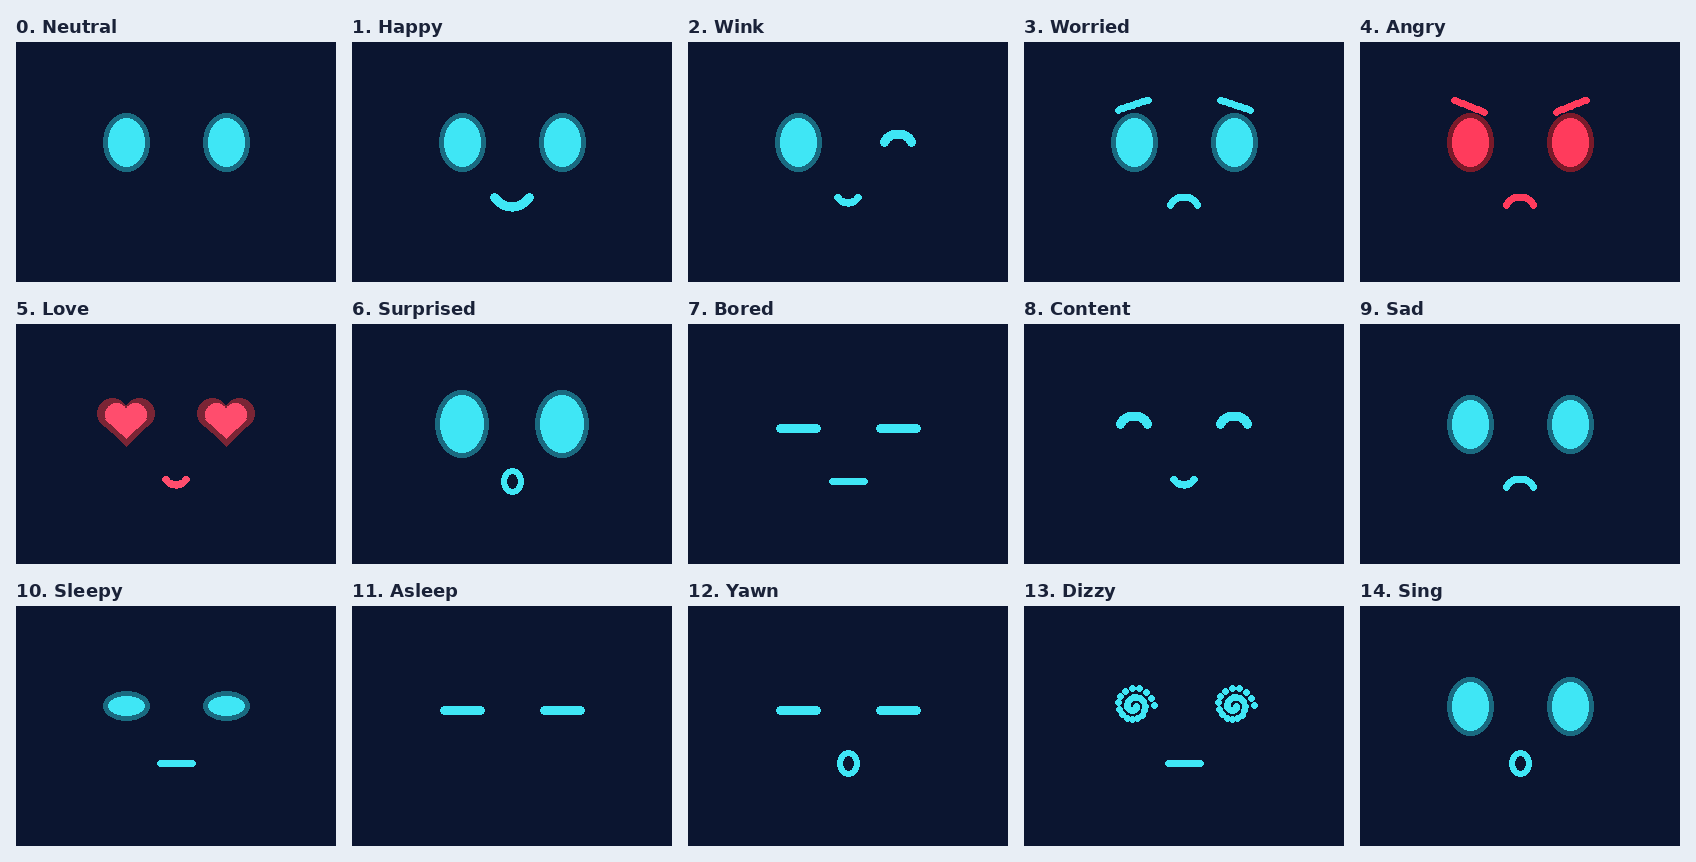 0. Neutral
1. Happy
2. Wink
3. Worried
4. Angry
5. Love
6. Surprised
7. Bored
8. Content
9. Sad
10. Sleepy
11. Asleep
12. Yawn
13. Dizzy
14. Sing